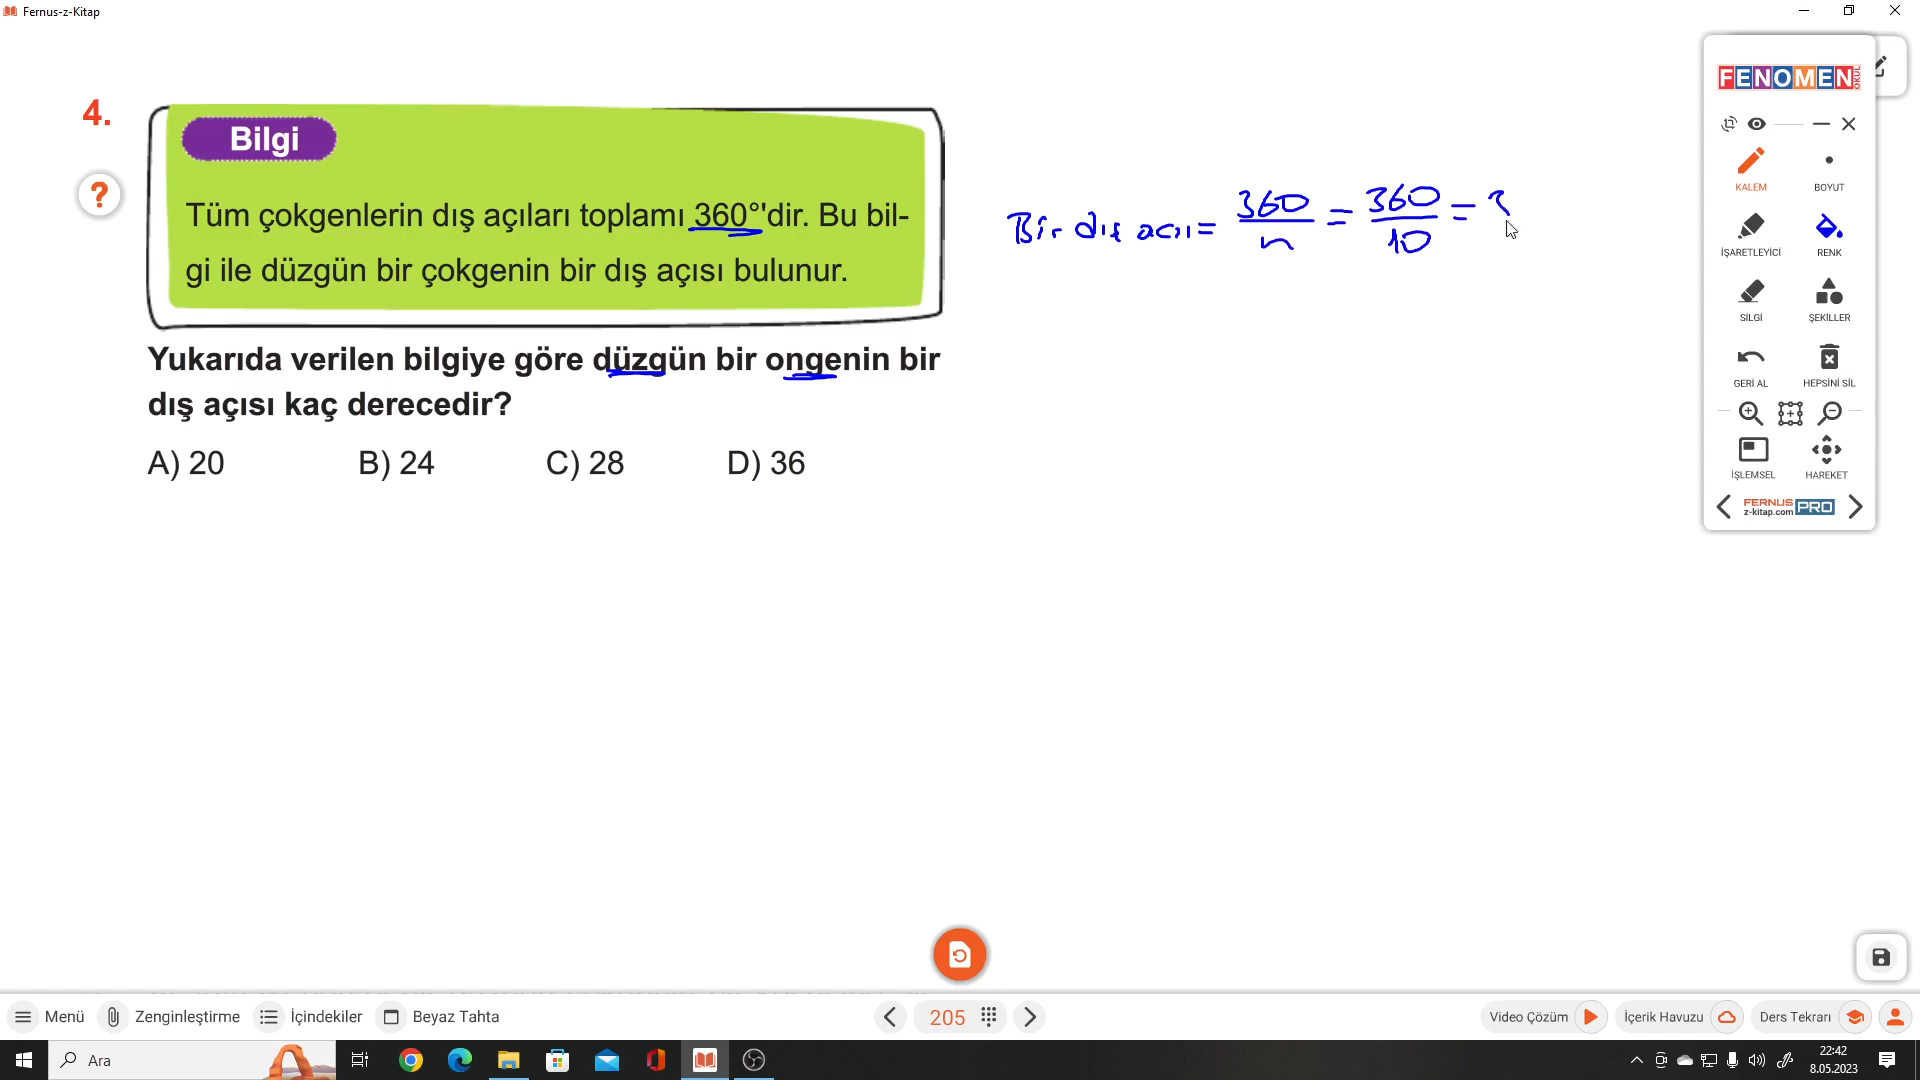 Fernus-z-Kitap
4.
Bilgi
?
Tüm çokgenlerin dış açıları toplamı 360°'dir. Bu bil-
gi ile düzgün bir çokgenin bir dış açısı bulunur.
Yukarıda verilen bilgiye göre düzgün bir ongenin bir
dış açısı kaç derecedir?
A) 20 B) 24 C) 28 D) 36
Bir dış açı = 360/n = 360/10 = 3
FENOMEN OKUL
KALEM BOYUT
İŞARETLEYİCİ RENK
SİLGİ ŞEKİLLER
GERİ AL HEPSİNİ SİL
İŞLEMSEL HAREKET
FERNUS PRO
z-kitap.com
Menü Zenginleştirme İçindekiler Beyaz Tahta 205 Video Çözüm İçerik Havuzu Ders Tekrarı
Ara
22:42
8.05.2023